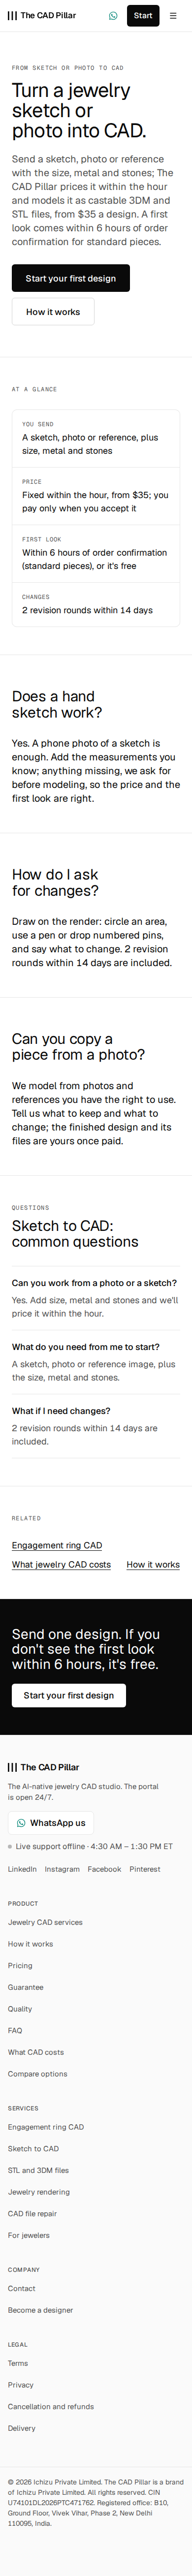 The CAD Pillar
Start
FROM SKETCH OR PHOTO TO CAD
Turn a jewelry
sketch or
photo into CAD.
Send a sketch, photo or reference
with the size, metal and stones; The
CAD Pillar prices it within the hour
and models it as castable 3DM and
STL files, from $35 a design. A first
look comes within 6 hours of order
confirmation for standard pieces.
Start your first design
How it works
AT A GLANCE
YOU SEND
A sketch, photo or reference, plus
size, metal and stones
PRICE
Fixed within the hour, from $35; you
pay only when you accept it
FIRST LOOK
Within 6 hours of order confirmation
(standard pieces), or it's free
CHANGES
2 revision rounds within 14 days
Does a hand
sketch work?
Yes. A phone photo of a sketch is
enough. Add the measurements you
know; anything missing, we ask for
before modeling, so the price and the
first look are right.
How do I ask
for changes?
Draw on the render: circle an area,
use a pen or drop numbered pins,
and say what to change. 2 revision
rounds within 14 days are included.
Can you copy a
piece from a photo?
We model from photos and
references you have the right to use.
Tell us what to keep and what to
change; the finished design and its
files are yours once paid.
QUESTIONS
Sketch to CAD:
common questions
Can you work from a photo or a sketch?
Yes. Add size, metal and stones and we'll
price it within the hour.
What do you need from me to start?
A sketch, photo or reference image, plus
the size, metal and stones.
What if I need changes?
2 revision rounds within 14 days are
included.
RELATED
Engagement ring CAD
What jewelry CAD costs How it works
Send one design. If you
don't see the first look
within 6 hours, it's free.
Start your first design
The CAD Pillar
The AI-native jewelry CAD studio. The portal
is open 24/7.
WhatsApp us
Live support offline · 4:30 AM – 1:30 PM ET
LinkedIn Instagram Facebook Pinterest
PRODUCT
Jewelry CAD services
How it works
Pricing
Guarantee
Quality
FAQ
What CAD costs
Compare options
SERVICES
Engagement ring CAD
Sketch to CAD
STL and 3DM files
Jewelry rendering
CAD file repair
For jewelers
COMPANY
Contact
Become a designer
LEGAL
Terms
Privacy
Cancellation and refunds
Delivery
© 2026 Ichizu Private Limited. The CAD Pillar is a brand
of Ichizu Private Limited. All rights reserved. CIN
U74101DL2026PTC471762. Registered office: B10,
Ground Floor, Vivek Vihar, Phase 2, New Delhi
110095, India.